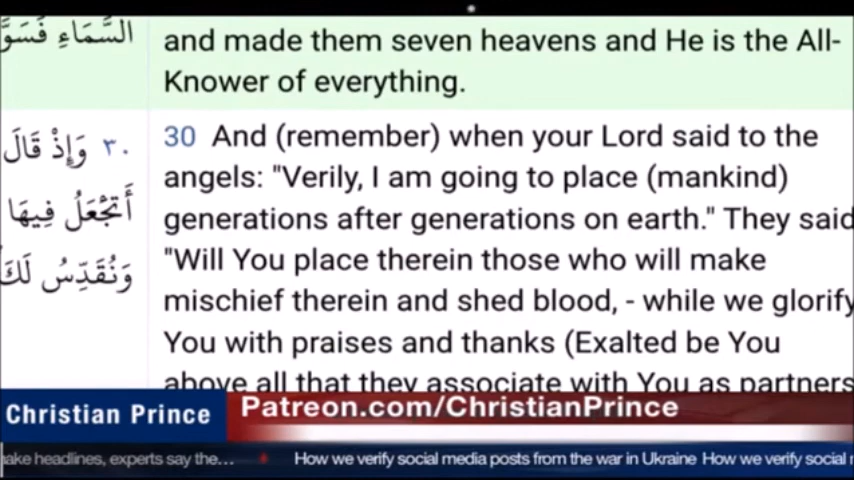 السَّمَاءِ
and made them seven heavens and He is the All-
Knower of everything.
٣٠ وَإِذْ قَالَ
أَتَجْعَلُ فِيهَا
وَنُقَدِّسُ لَكَ
30 And (remember) when your Lord said to the
angels: "Verily, I am going to place (mankind)
generations after generations on earth." They said
"Will You place therein those who will make
mischief therein and shed blood, - while we glorify
You with praises and thanks (Exalted be You
above all that they associate with You as partners
Christian Prince
Patreon.com/ChristianPrince
make headlines, experts say the...
How we verify social media posts from the war in Ukraine How we verify social